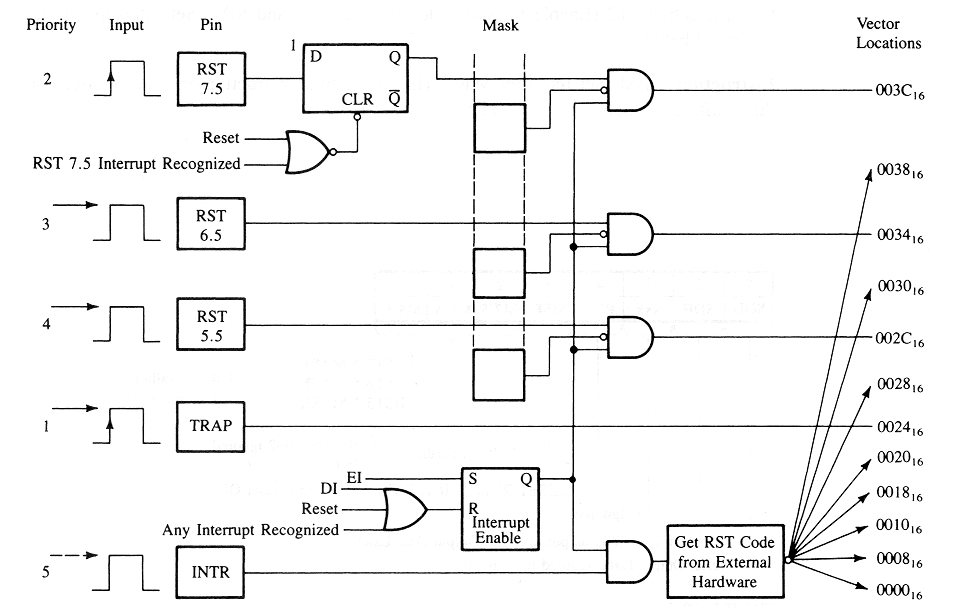 Priority Input Pin Mask Vector
Locations
2
RST
7.5
1
D Q
CLR Q̅
003C₁₆
Reset
RST 7.5 Interrupt Recognized
0038₁₆
3
RST
6.5
0034₁₆
0030₁₆
4
RST
5.5
002C₁₆
0028₁₆
1
TRAP
0024₁₆
0020₁₆
EI
DI
S Q
0018₁₆
Reset
R
Interrupt
Enable
Any Interrupt Recognized
0010₁₆
5
INTR
Get RST Code
from External
Hardware
0008₁₆
0000₁₆